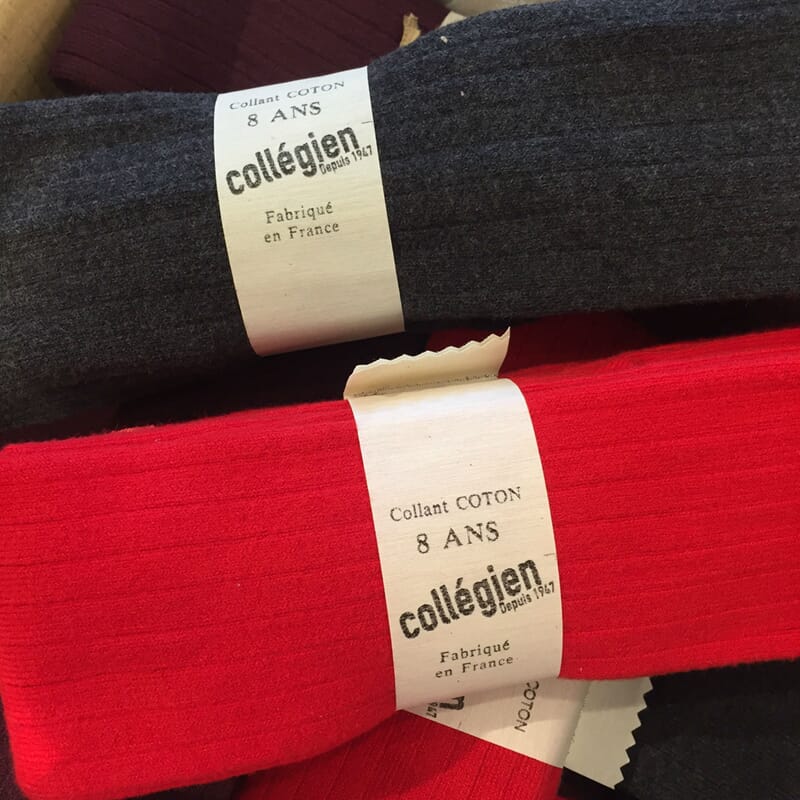 Collant COTON
8 ANS
collégien
Depuis 1947
Fabriqué
en France
Collant COTON
8 ANS
collégien
Depuis 1947
Fabriqué
en France
COTON